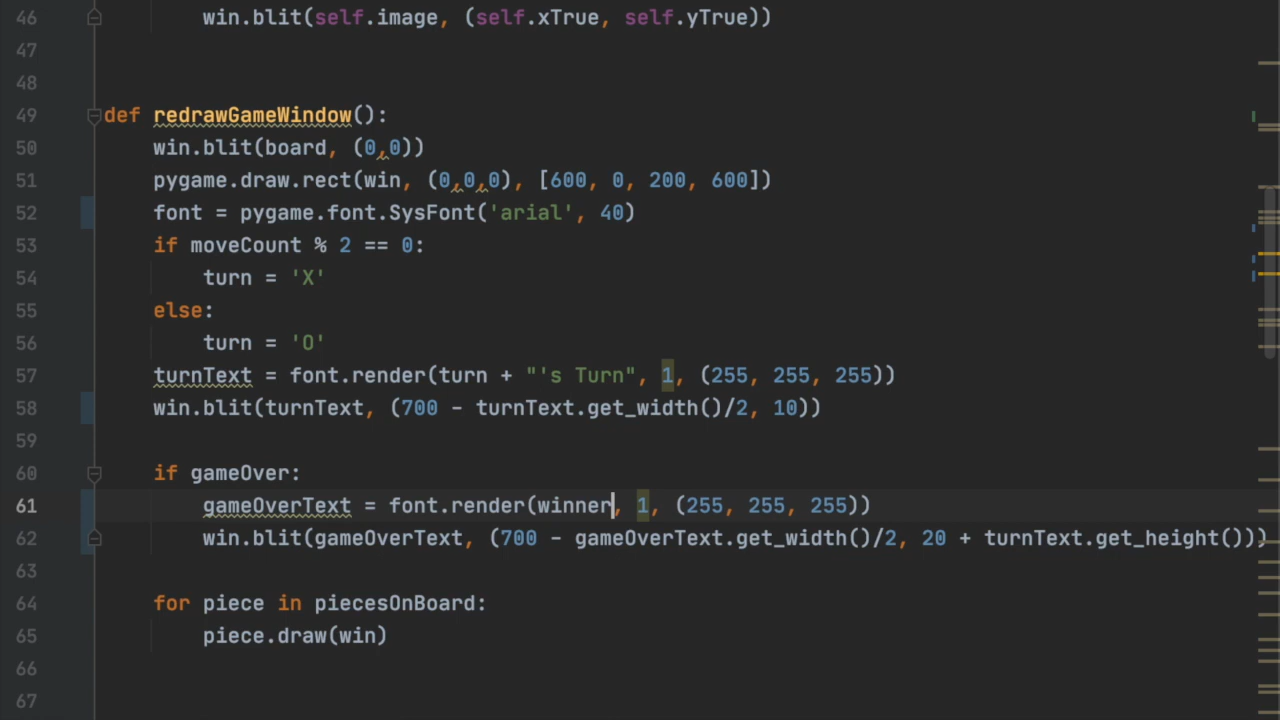 46 win.blit(self.image, (self.xTrue, self.yTrue))
47
48
49 def redrawGameWindow():
50 win.blit(board, (0,0))
51 pygame.draw.rect(win, (0,0,0), [600, 0, 200, 600])
52 font = pygame.font.SysFont('arial', 40)
53 if moveCount % 2 == 0:
54 turn = 'X'
55 else:
56 turn = 'O'
57 turnText = font.render(turn + "'s Turn", 1, (255, 255, 255))
58 win.blit(turnText, (700 - turnText.get_width()/2, 10))
59
60 if gameOver:
61 gameOverText = font.render(winner, 1, (255, 255, 255))
62 win.blit(gameOverText, (700 - gameOverText.get_width()/2, 20 + turnText.get_height()))
63
64 for piece in piecesOnBoard:
65 piece.draw(win)
66
67